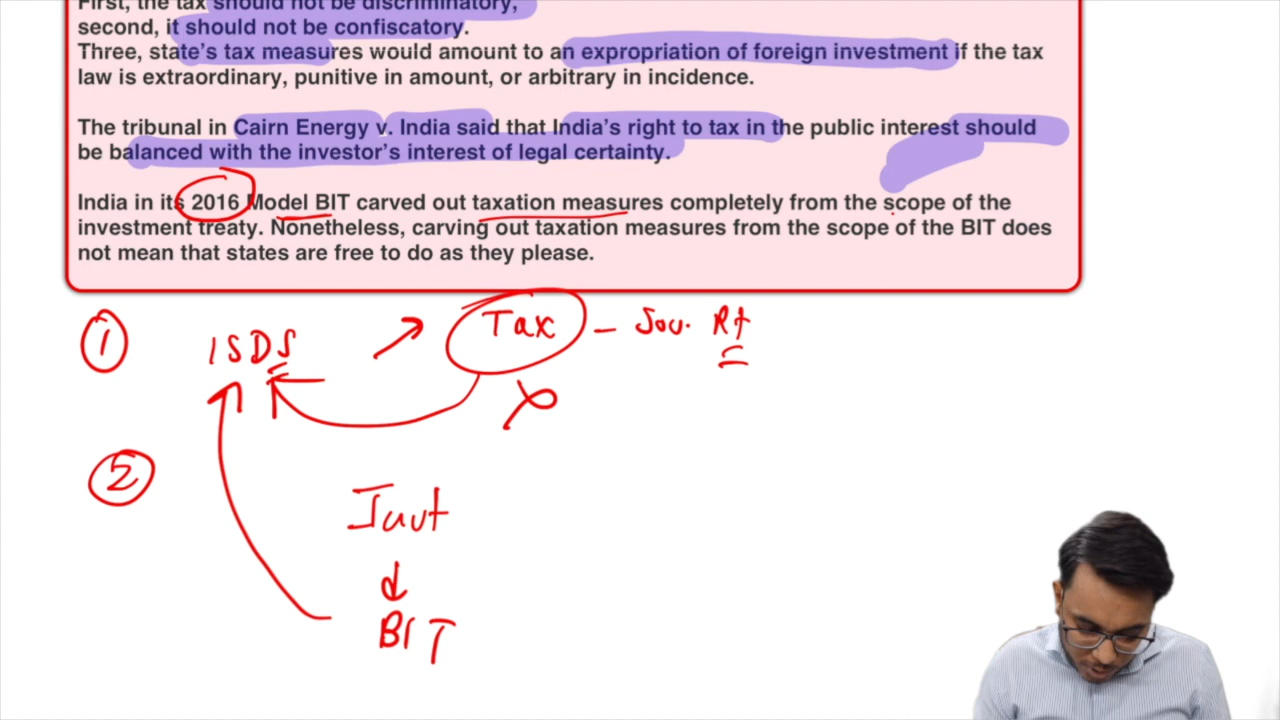 First, the tax should not be discriminatory,
second, it should not be confiscatory.
Three, state's tax measures would amount to an expropriation of foreign investment if the tax
law is extraordinary, punitive in amount, or arbitrary in incidence.
The tribunal in Cairn Energy v. India said that India's right to tax in the public interest should
be balanced with the investor's interest of legal certainty.
India in its 2016 Model BIT carved out taxation measures completely from the scope of the
investment treaty. Nonetheless, carving out taxation measures from the scope of the BIT does
not mean that states are free to do as they please.
① ISDS Tax – Sov. Rt
②
BIT